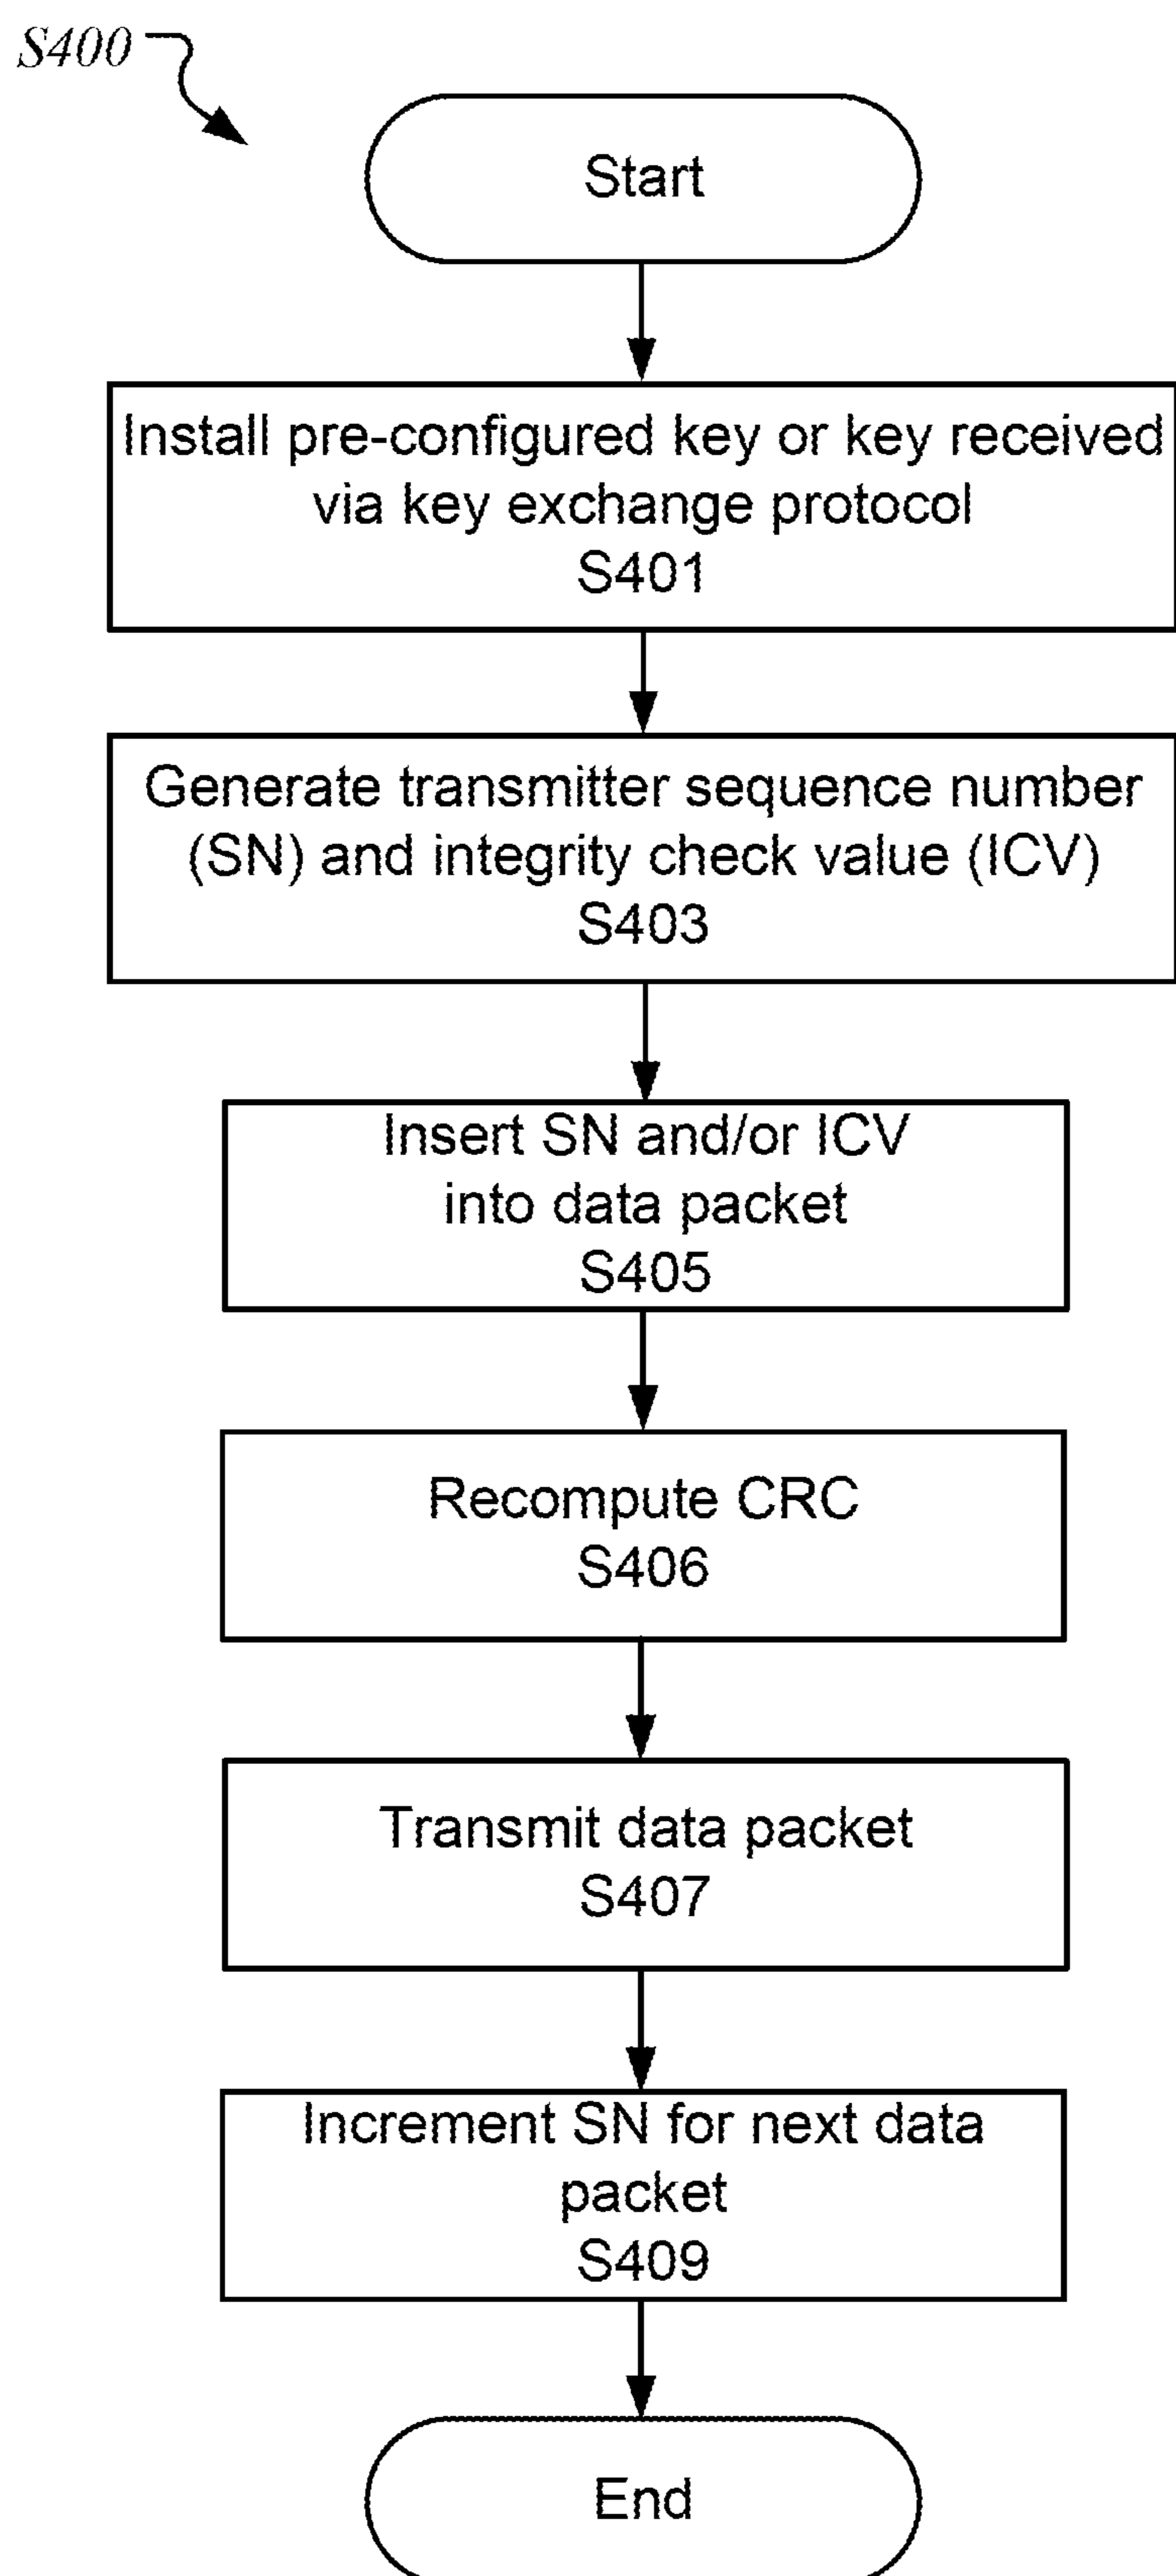 S400
Start
Install pre-configured key or key received
via key exchange protocol
S401
Generate transmitter sequence number
(SN) and integrity check value (ICV)
S403
Insert SN and/or ICV
into data packet
S405
Recompute CRC
S406
Transmit data packet
S407
Increment SN for next data
packet
S409
End